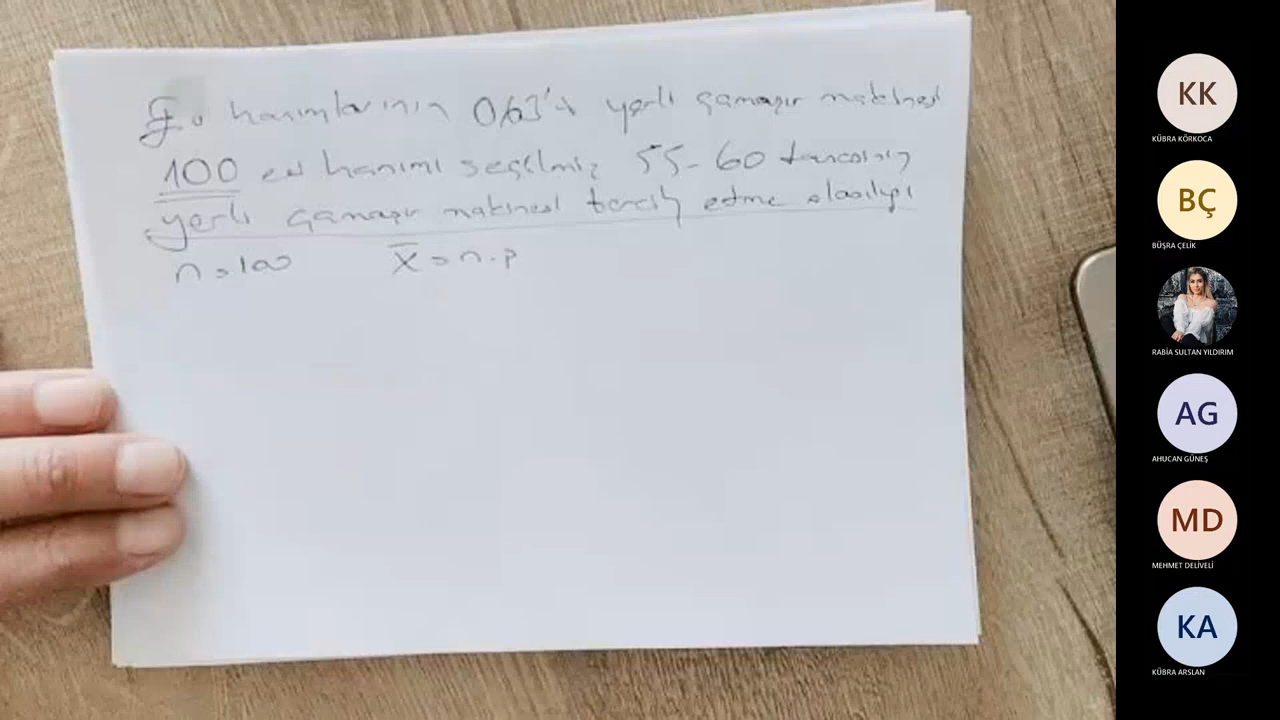 Ev hanımlarının 0,63'ü yerli çamaşır makinesi
100 ev hanımı seçilmiş 55-60 tanesinin
yerli çamaşır makinesi tercih etme olasılığı
n=100 x̄=n.p
KK
KÜBRA KÖRKOCA
BÇ
BÜŞRA ÇELİK
RABİA SULTAN YILDIRIM
AG
AHUCAN GÜNEŞ
MD
MEHMET DELİVELİ
KA
KÜBRA ARSLAN